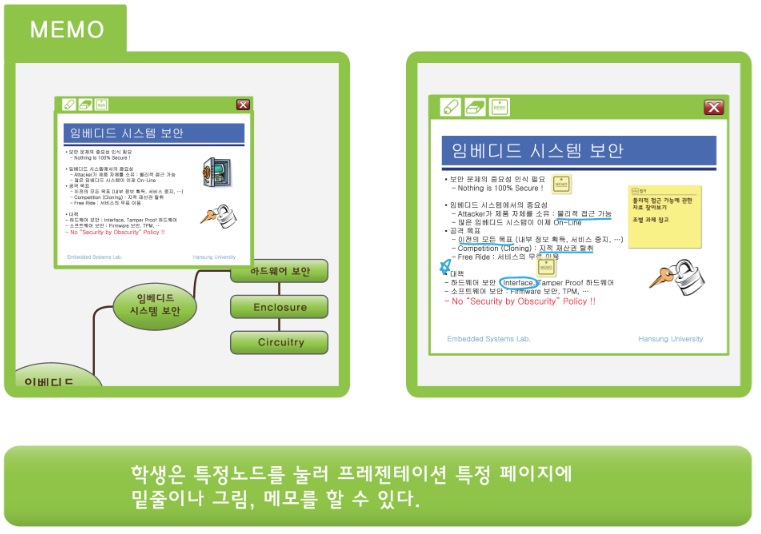 MEMO
임베디드 시스템 보안
• 보안 문제의 중요성 인식 필요
– Nothing is 100% Secure !
• 임베디드 시스템에서의 중요성
– Attacker가 제품 자체를 소유 : 물리적 접근 가능
– 많은 임베디드 시스템이 이제 On-Line
• 공격 목표
– 이전의 모든 목표 (내부 정보 획득, 서비스 중지, …)
– Competition (Cloning) : 지적 재산권 탈취
– Free Ride : 서비스의 무료 이용
• 대책
– 하드웨어 보안 : Interface, Tamper Proof 하드웨어
– 소프트웨어 보안 : Firmware 보안, TPM, …
– No "Security by Obscurity" Policy !!
Embedded Systems Lab.
Hansung University
하드웨어 보안
임베디드
시스템 보안
Enclosure
Circuitry
임베디드
MEMO
임베디드 시스템 보안
• 보안 문제의 중요성 인식 필요
– Nothing is 100% Secure !
MEMO
• 임베디드 시스템에서의 중요성
– Attacker가 제품 자체를 소유 : 물리적 접근 가능
– 많은 임베디드 시스템이 이제 On-Line
• 공격 목표
– 이전의 모든 목표 (내부 정보 획득, 서비스 중지, …)
– Competition (Cloning) : 지적 재산권 탈취
– Free Ride : 서비스의 무료 이용
MEMO
대책
– 하드웨어 보안 Interface, Tamper Proof 하드웨어
– 소프트웨어 보안 : Firmware 보안, TPM, …
– No "Security by Obscurity" Policy !!
물리적 접근 가능에 관한
자료 찾아보기
조별 과제 참고
Embedded Systems Lab.
Hansung University
학생은 특정노드를 눌러 프레젠테이션 특정 페이지에
밑줄이나 그림, 메모를 할 수 있다.